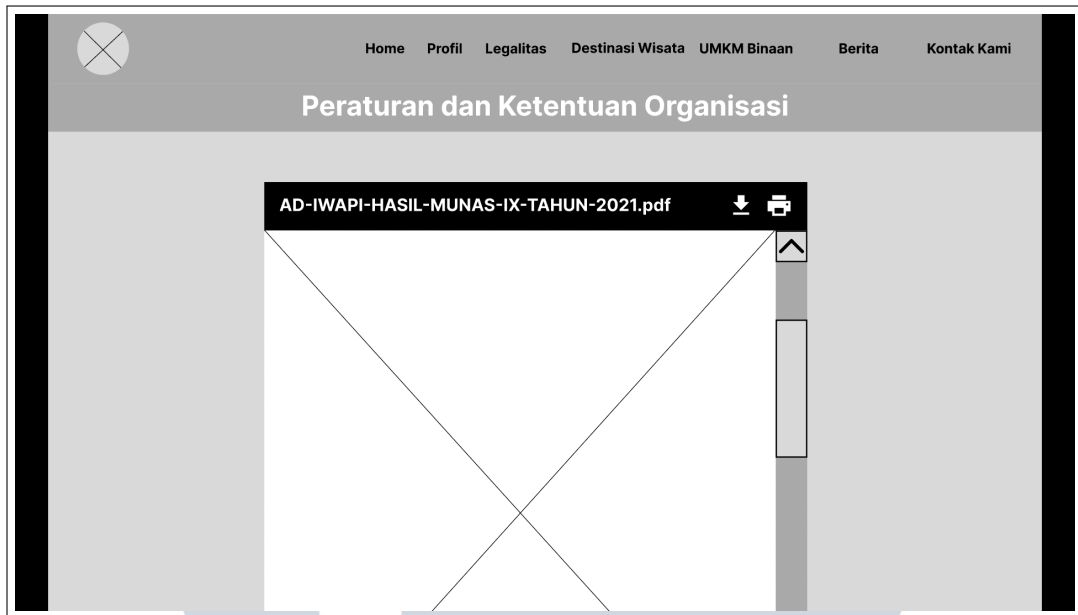 Home Profil Legalitas Destinasi Wisata UMKM Binaan Berita Kontak Kami
Peraturan dan Ketentuan Organisasi
AD-IWAPI-HASIL-MUNAS-IX-TAHUN-2021.pdf